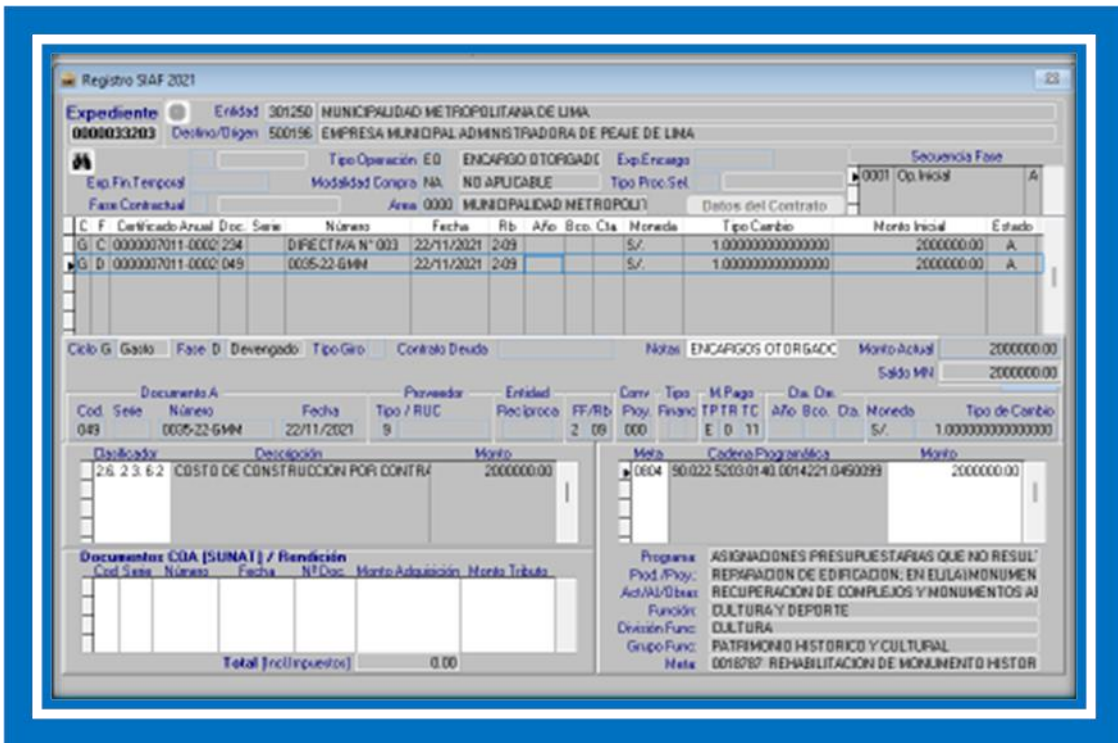 Registro SIAF 2021
Expediente Entidad 301250 MUNICIPALIDAD METROPOLITANA DE LIMA
0000033203 Destino/Origen 500196 EMPRESA MUNICIPAL ADMINISTRADORA DE PEAJE DE LIMA
Tipo Operación EO ENCARGO OTORGADO Exp.Encargo Secuencia Fase
Exp.Fin.Temporal Modalidad Compra NA NO APLICABLE Tipo Proc.Sel. 0001 Op. Inicial A
Fase Contractual Area 0000 MUNICIPALIDAD METROPOLIT Datos del Contrato
C F Certificado Anual Doc. Serie Número Fecha Rb Año Bco. Cta Moneda Tipo Cambio Monto Inicial Estado
G C 0000007011-0002 234 DIRECTIVA N° 003 22/11/2021 2-09 S/. 1.000000000000000 2000000.00 A
G D 0000007011-0002 049 0035-22-GMM 22/11/2021 2-09 S/. 1.000000000000000 2000000.00 A
Ciclo G Gasto Fase D Devengado Tipo Giro Contrato Deuda Notas ENCARGOS OTORGADO Monto Actual 2000000.00
Saldo MN 2000000.00
Documento A Proveedor Entidad Conv Tipo M.Pago
Cod. Serie Número Fecha Tipo / RUC Recíproca FF/Rb Proy. Financ TP TR TC Año Bco. Cta. Moneda Tipo de Cambio
049 0035-22-GMM 22/11/2021 9 2 09 000 E 0 11 S/. 1.000000000000000
Clasificador Descripción Monto Meta Cadena Programática Monto
2.6. 2 3. 6 2 COSTO DE CONSTRUCCION POR CONTRA 2000000.00 0804 90.022.5203.0140.0014221.0450099 2000000.00
Documentos COA (SUNAT) / Rendición
Cod Serie Número Fecha Nº Doc. Monto Adquisición Monto Tributo
Total [Incl.Impuestos] 0.00
Programa: ASIGNACIONES PRESUPUESTARIAS QUE NO RESUL
Prod./Proy.: REPARACION DE EDIFICACION; EN EL(LA) MONUMEN
Act/AI/Obras RECUPERACION DE COMPLEJOS Y MONUMENTOS
Función: CULTURA Y DEPORTE
División Func: CULTURA
Grupo Func: PATRIMONIO HISTORICO Y CULTURAL
Meta: 0018787 REHABILITACION DE MONUMENTO HISTOR